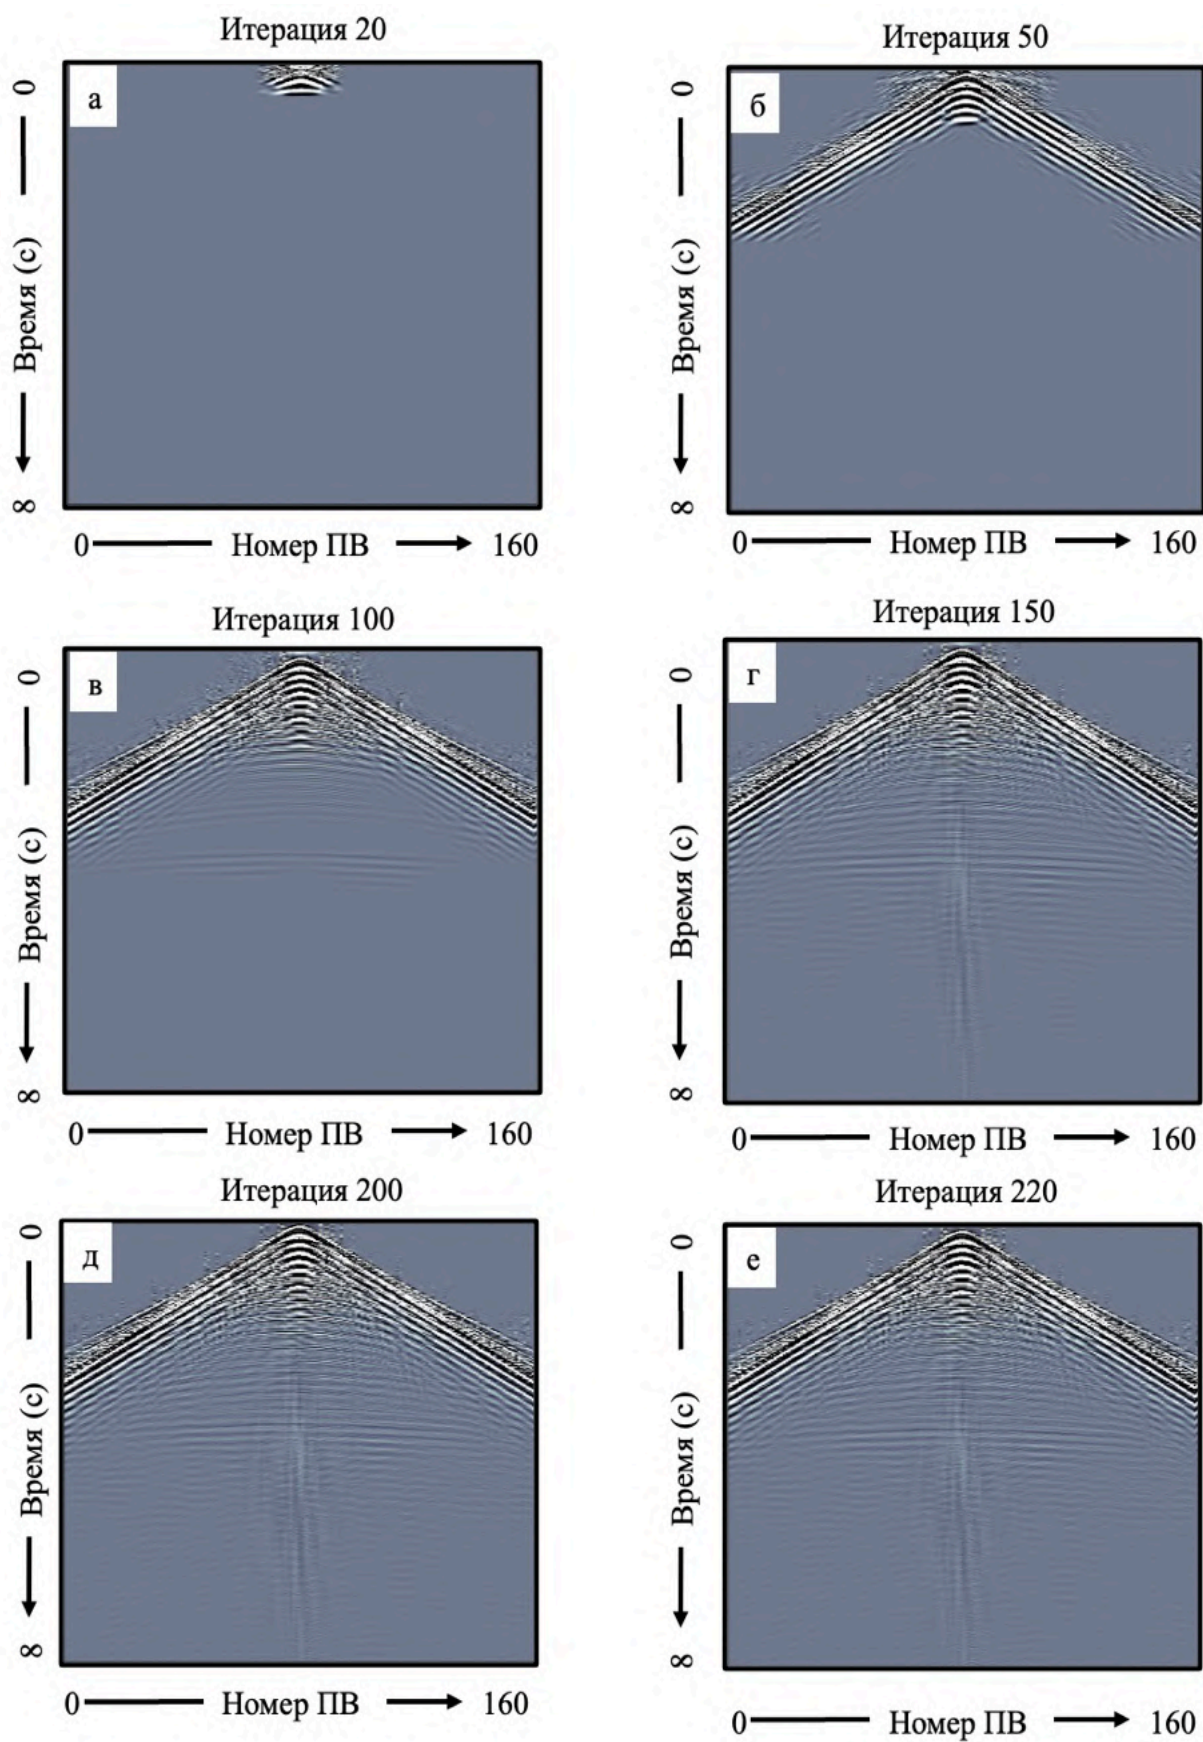 Итерация 20
а
0
Время (с)
8
0 Номер ПВ 160
Итерация 50
б
0
Время (с)
8
0 Номер ПВ 160
Итерация 100
в
0
Время (с)
8
0 Номер ПВ 160
Итерация 150
г
0
Время (с)
8
0 Номер ПВ 160
Итерация 200
д
0
Время (с)
8
0 Номер ПВ 160
Итерация 220
е
0
Время (с)
8
0 Номер ПВ 160